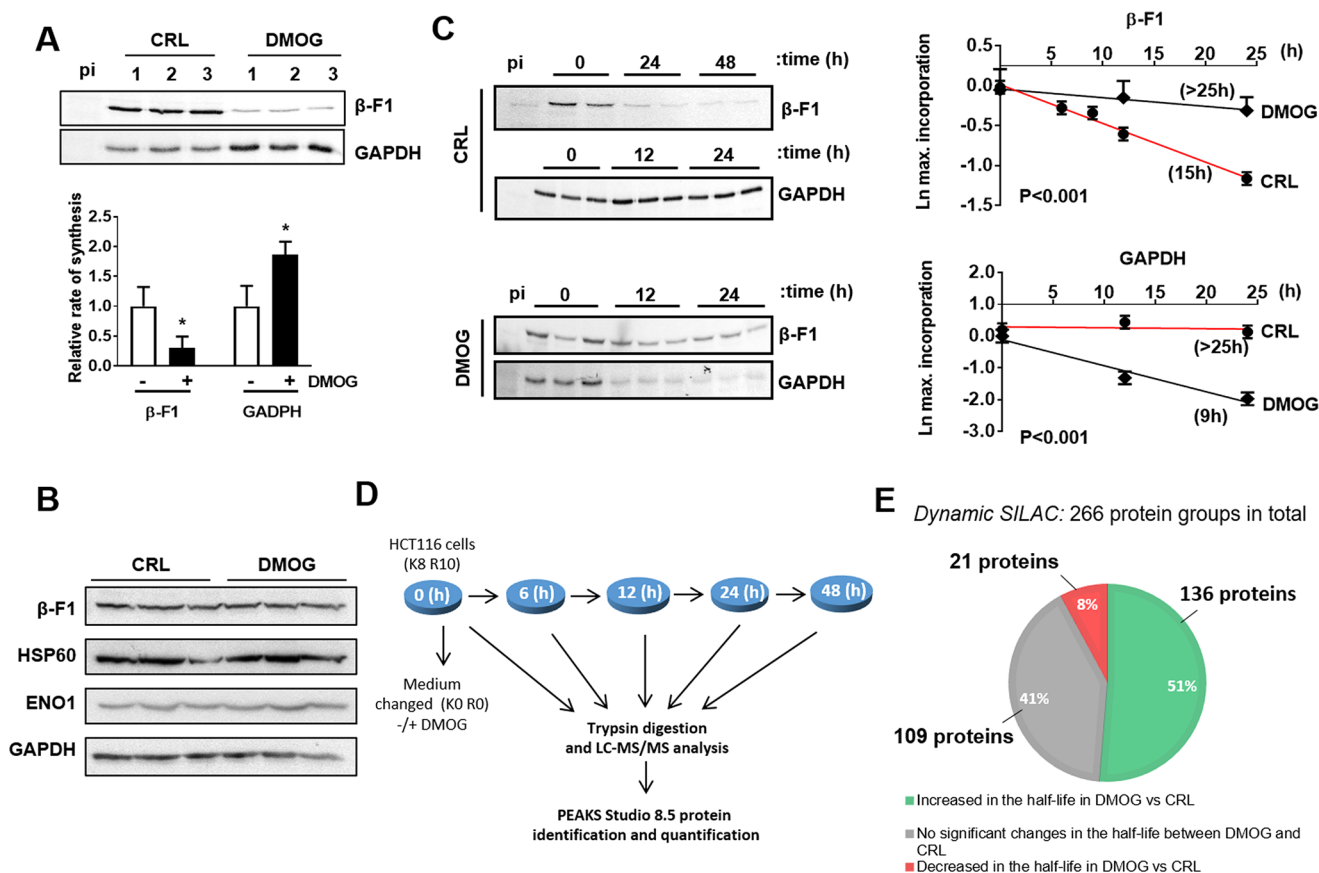 A
CRL DMOG
pi 1 2 3 1 2 3
β-F1
GAPDH
Relative rate of synthesis
2.5
2.0
1.5
1.0
0.5
0.0
- + - + DMOG
β-F1 GADPH
B
CRL DMOG
β-F1
HSP60
ENO1
GAPDH
C
CRL
pi 0 24 48 :time (h)
β-F1
0 12 24 :time (h)
GAPDH
DMOG
pi 0 12 24 :time (h)
β-F1
GAPDH
β-F1
Ln max. incorporation
0.5
0.0
-0.5
-1.0
-1.5
5 10 15 20 25 (h)
(>25h)
DMOG
(15h)
CRL
P<0.001
GAPDH
Ln max. incorporation
2.0
1.0
0.0
-1.0
-2.0
-3.0
5 10 15 20 25 (h)
CRL
(>25h)
DMOG
(9h)
P<0.001
D
HCT116 cells
(K8 R10)
0 (h) 6 (h) 12 (h) 24 (h) 48 (h)
Medium
changed (K0 R0)
-/+ DMOG
Trypsin digestion
and LC-MS/MS analysis
PEAKS Studio 8.5 protein
identification and quantification
E
Dynamic SILAC: 266 protein groups in total
21 proteins
8%
136 proteins
51%
41%
109 proteins
Increased in the half-life in DMOG vs CRL
No significant changes in the half-life between DMOG and
CRL
Decreased in the half-life in DMOG vs CRL